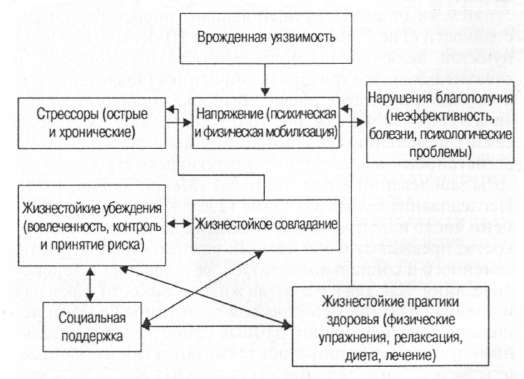 Врожденная уязвимость
Стрессоры (острые
и хронические)
Напряжение (психическая
и физическая мобилизация)
Нарушения благополучия
(неэффективность,
болезни, психологические
проблемы)
Жизнестойкие убеждения
(вовлеченность, контроль
и принятие риска)
Жизнестойкое совладание
Социальная
поддержка
Жизнестойкие практики
здоровья (физические
упражнения, релаксация,
диета, лечение)